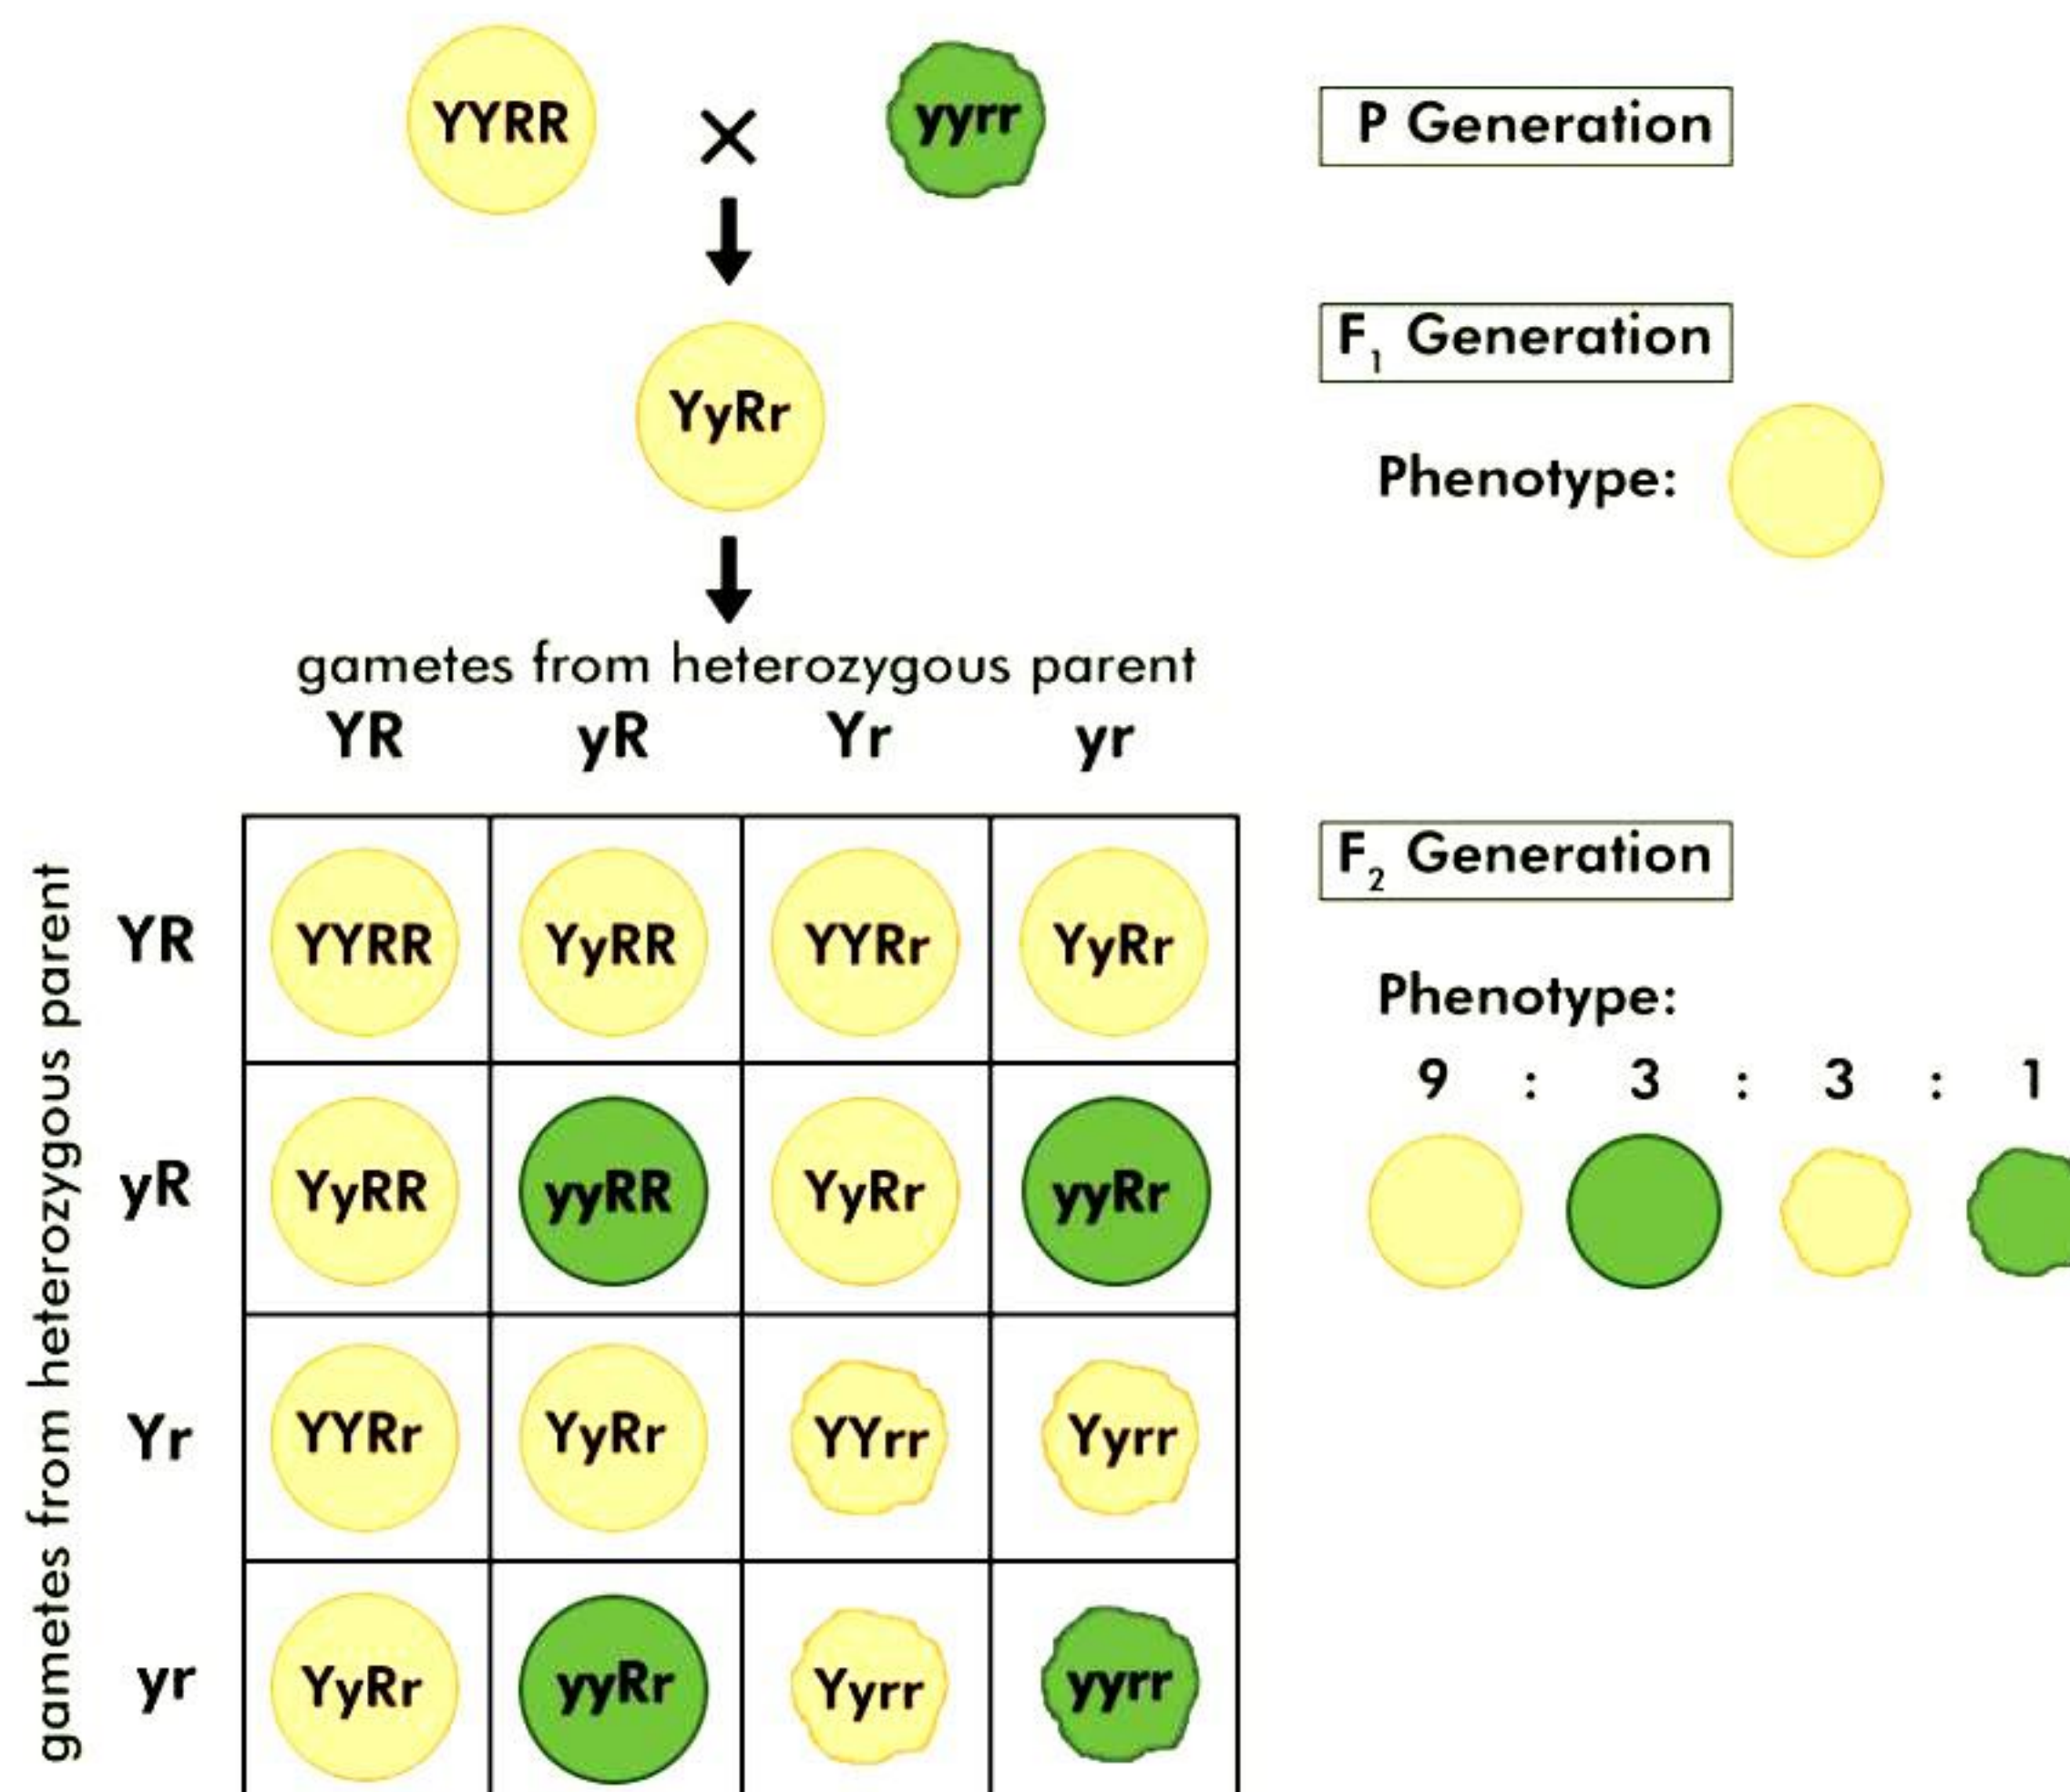 YYRR × yyrr
P Generation
YyRr
F₁ Generation
Phenotype:
gametes from heterozygous parent
YR yR Yr yr
gametes from heterozygous parent
YR YYRR YyRR YYRr YyRr
yR YyRR yyRR YyRr yyRr
Yr YYRr YyRr YYrr Yyrr
yr YyRr yyRr Yyrr yyrr
F₂ Generation
Phenotype:
9 : 3 : 3 : 1